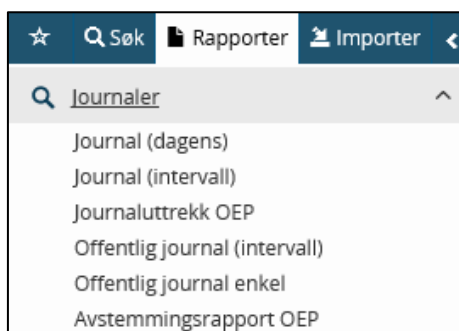 Søk Rapporter Importer
Journaler
Journal (dagens)
Journal (intervall)
Journaluttrekk OEP
Offentlig journal (intervall)
Offentlig journal enkel
Avstemmingsrapport OEP